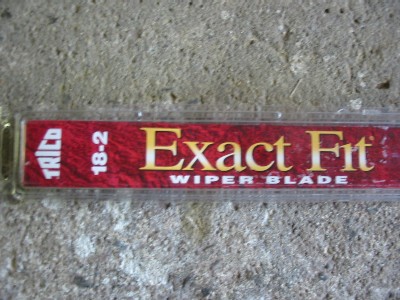 TRICO
18-2
Exact Fit
WIPER BLADE